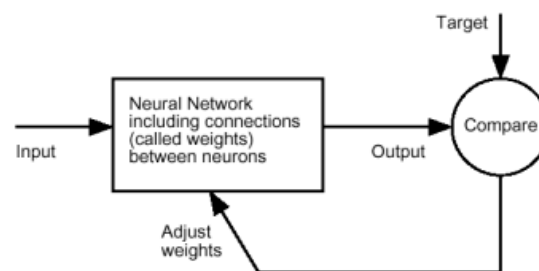 Target
Neural Network
including connections
(called weights)
between neurons
Compare
Input
Output
Adjust
weights